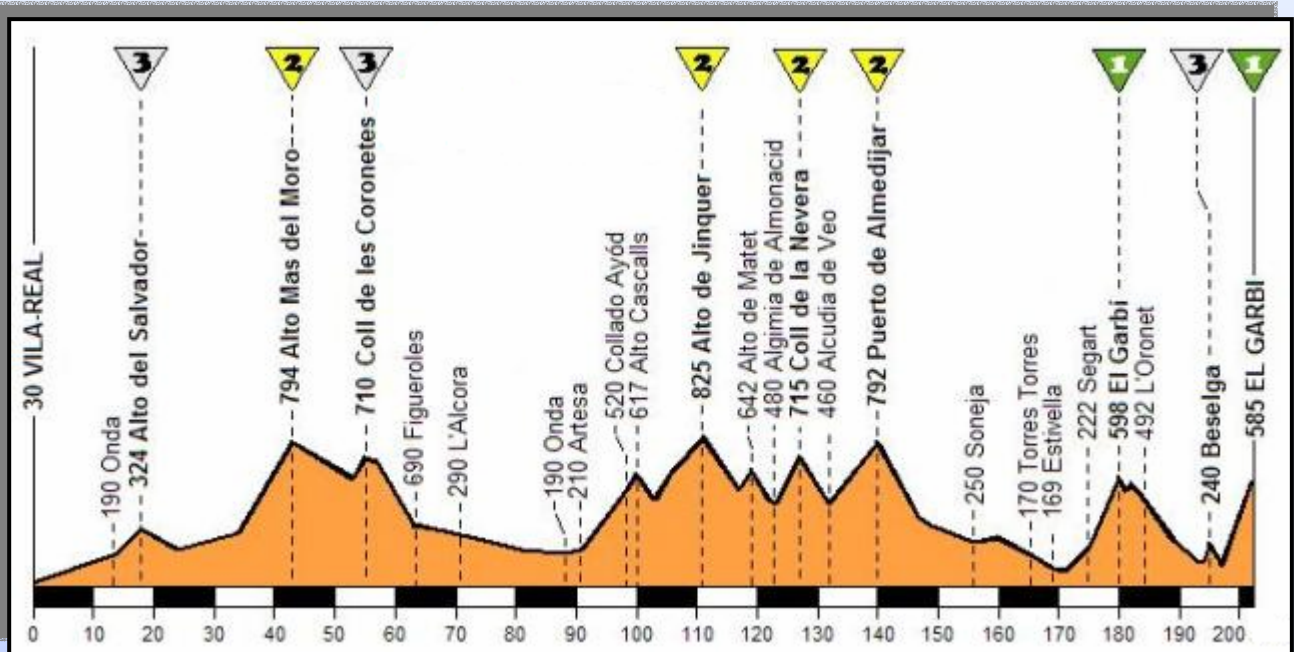 3
2
3
2
2
2
1
3
1
30 VILA-REAL
190 Onda
324 Alto del Salvador
794 Alto Mas del Moro
710 Coll de les Coronetes
690 Figueroles
290 L'Alcora
190 Onda
210 Artesa
520 Collado Ayód
617 Alto Cascalls
825 Alto de Jinquer
642 Alto de Matet
480 Algimia de Almonacid
715 Coll de la Nevera
460 Alcudia de Veo
792 Puerto de Almedijar
250 Soneja
170 Torres Torres
169 Estivella
222 Segart
598 El Garbí
492 L'Oronet
240 Beselga
585 EL GARBI
0 10 20 30 40 50 60 70 80 90 100 110 120 130 140 150 160 170 180 190 200